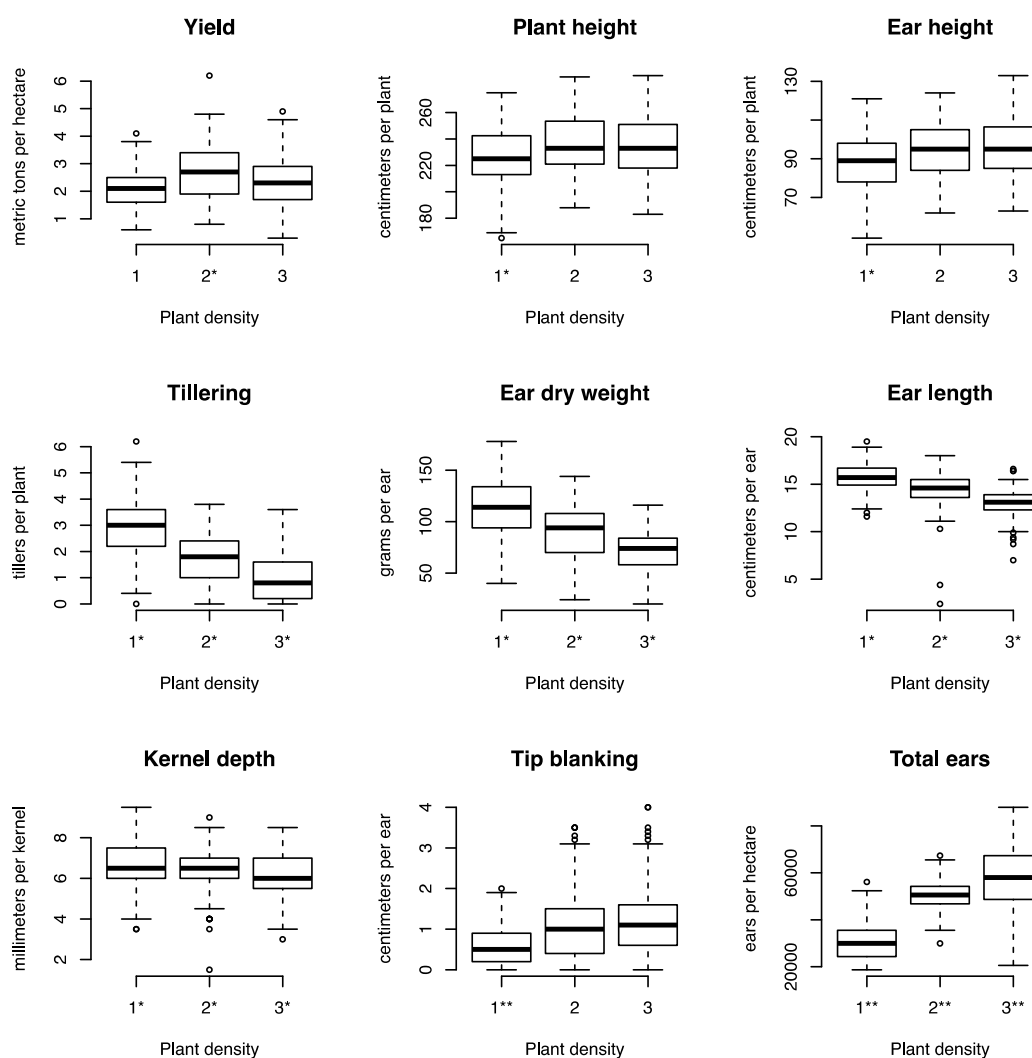 Yield
metric tons per hectare
6
5
4
3
2
1
1
2*
3
Plant density
Plant height
centimeters per plant
260
220
180
1*
2
3
Plant density
Ear height
centimeters per plant
130
90
70
1*
2
3
Plant density
Tillering
tillers per plant
6
5
4
3
2
1
0
1*
2*
3*
Plant density
Ear dry weight
grams per ear
150
100
50
1*
2*
3*
Plant density
Ear length
centimeters per ear
20
15
10
5
1*
2*
3*
Plant density
Kernel depth
millimeters per kernel
8
6
4
2
1*
2*
3*
Plant density
Tip blanking
centimeters per ear
4
3
2
1
0
1**
2
3
Plant density
Total ears
ears per hectare
60000
20000
1**
2**
3**
Plant density